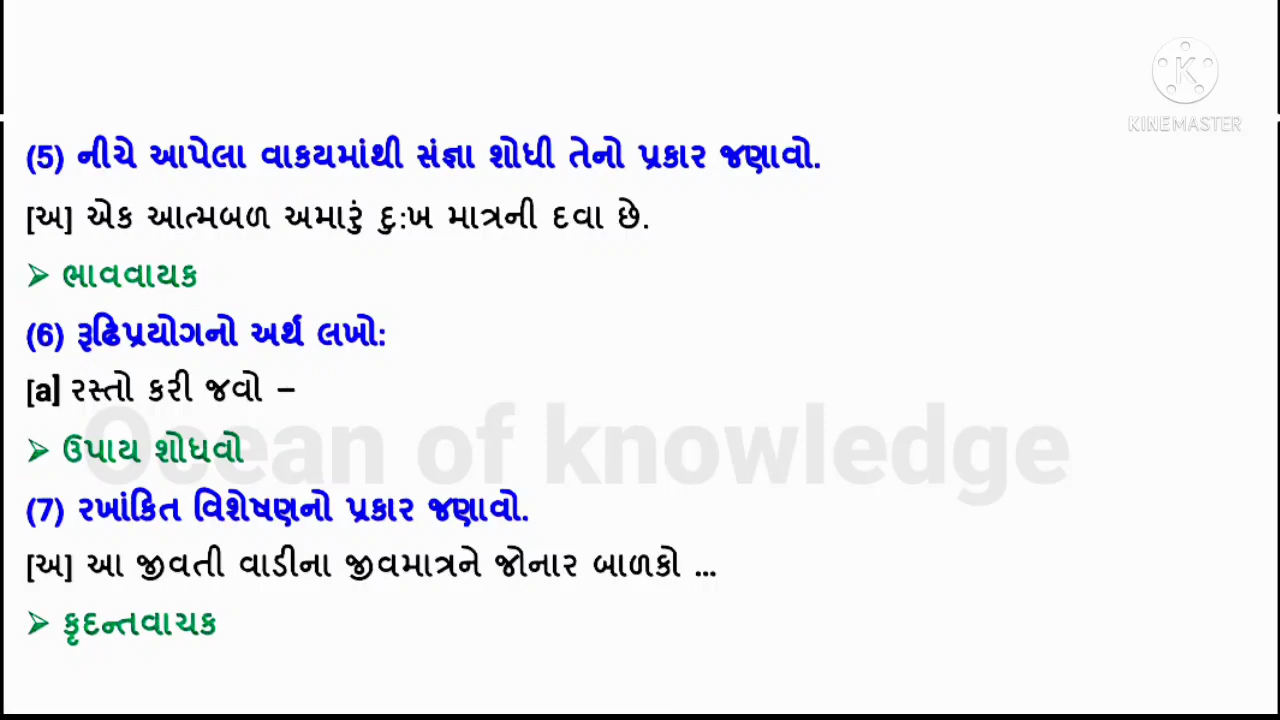 KINEMASTER
(5) નીચે આપેલા વાકયમાંથી સંજ્ઞા શોધી તેનો પ્રકાર જણાવો.
[અ] એક આત્મબળ અમારું દુ:ખ માત્રની દવા છે.
➢ ભાવવાયક
(6) રૂઢિપ્રયોગનો અર્થ લખો:
[a] રસ્તો કરી જવો –
➢ ઉપાય શોધવો
Ocean of knowledge
(7) રખાંકિત વિશેષણનો પ્રકાર જણાવો.
[અ] આ જીવતી વાડીના જીવમાત્રને જોનાર બાળકો ...
➢ કૃદન્તવાચક